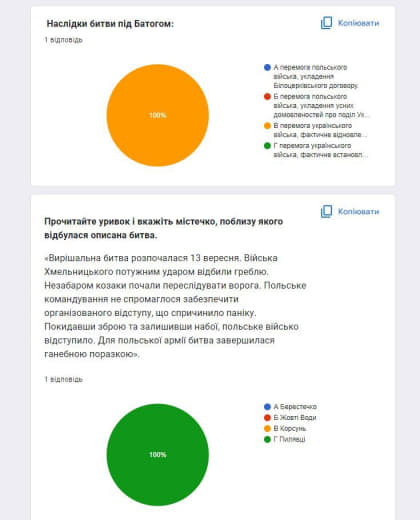 Наслідки битви під Батогом:
Копіювати
1 відповідь
100%
А перемога польського
війська, укладення
Білоцерківського договору.
Б перемога польського
війська, укладення усних
домовленостей про поділ Ук...
В перемога українського
війська, фактичне відновле...
Г перемога українського
війська, фактичне встановл...
Копіювати
Прочитайте уривок і вкажіть містечко, поблизу якого
відбулася описана битва.
«Вирішальна битва розпочалася 13 вересня. Війська
Хмельницького потужним ударом відбили греблю.
Незабаром козаки почали переслідувати ворога. Польське
командування не спромаглося забезпечити
організованого відступу, що спричинило паніку.
Покидавши зброю та залишивши набої, польське військо
відступило. Для польської армії битва завершилася
ганебною поразкою».
1 відповідь
100%
А Берестечко
Б Жовті Води
В Корсунь
Г Пилявці